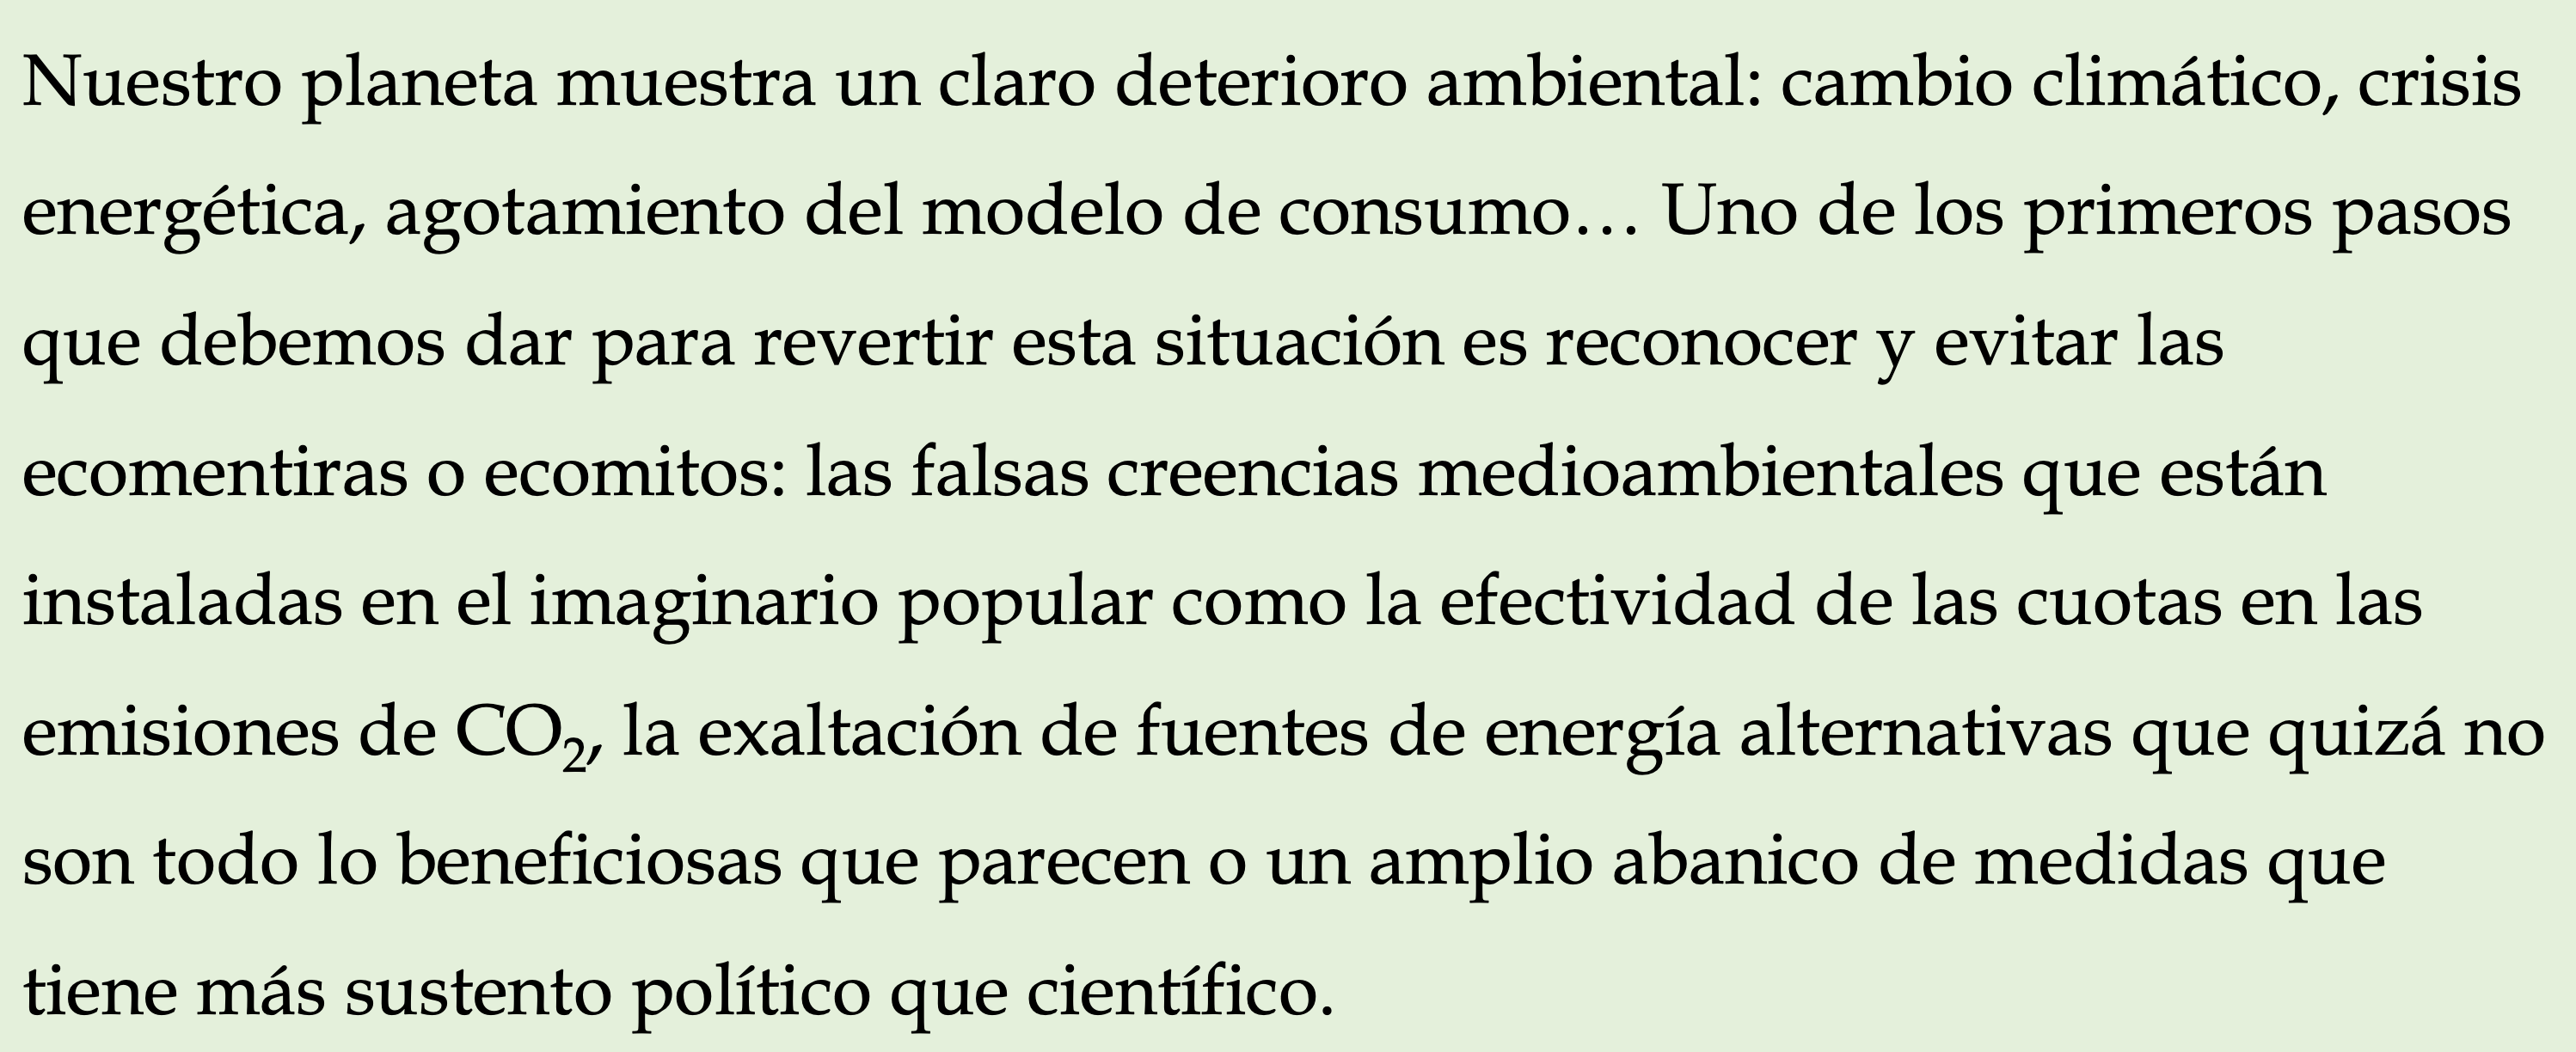 Nuestro planeta muestra un claro deterioro ambiental: cambio climático, crisis
energética, agotamiento del modelo de consumo… Uno de los primeros pasos
que debemos dar para revertir esta situación es reconocer y evitar las
ecomentiras o ecomitos: las falsas creencias medioambientales que están
instaladas en el imaginario popular como la efectividad de las cuotas en las
emisiones de CO₂, la exaltación de fuentes de energía alternativas que quizá no
son todo lo beneficiosas que parecen o un amplio abanico de medidas que
tiene más sustento político que científico.